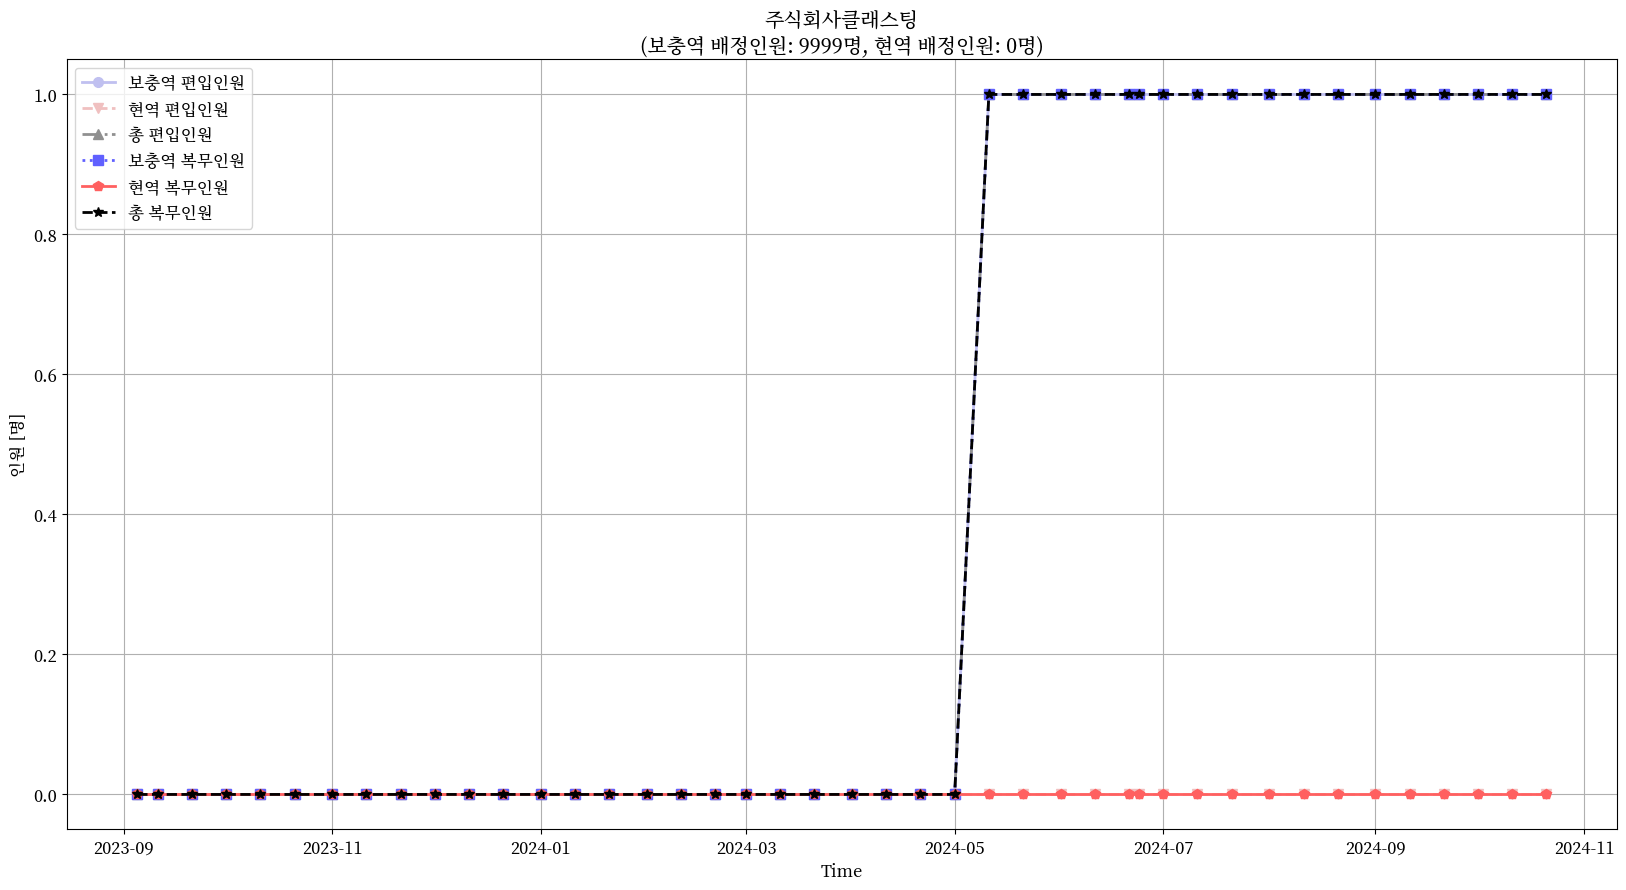 주식회사클래스팅
(보충역 배정인원: 9999명, 현역 배정인원: 0명)
보충역 편입인원
현역 편입인원
총 편입인원
보충역 복무인원
현역 복무인원
총 복무인원
1.0
0.8
0.6
0.4
0.2
0.0
인원 [명]
2023-09
2023-11
2024-01
2024-03
2024-05
2024-07
2024-09
2024-11
Time